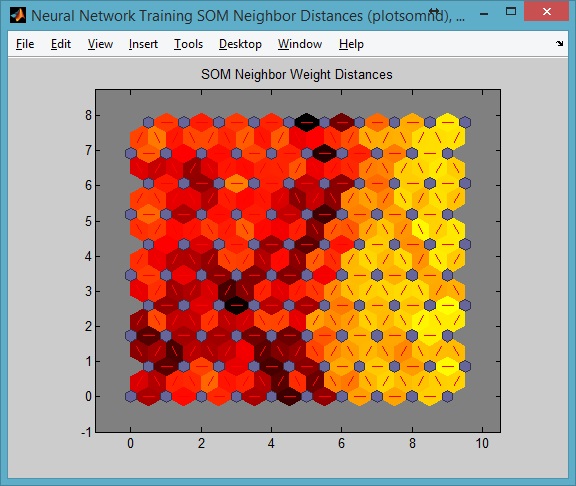 Neural Network Training SOM Neighbor Distances (plotsomnd), ...
File Edit View Insert Tools Desktop Window Help
SOM Neighbor Weight Distances
8
7
6
5
4
3
2
1
0
-1
0 2 4 6 8 10